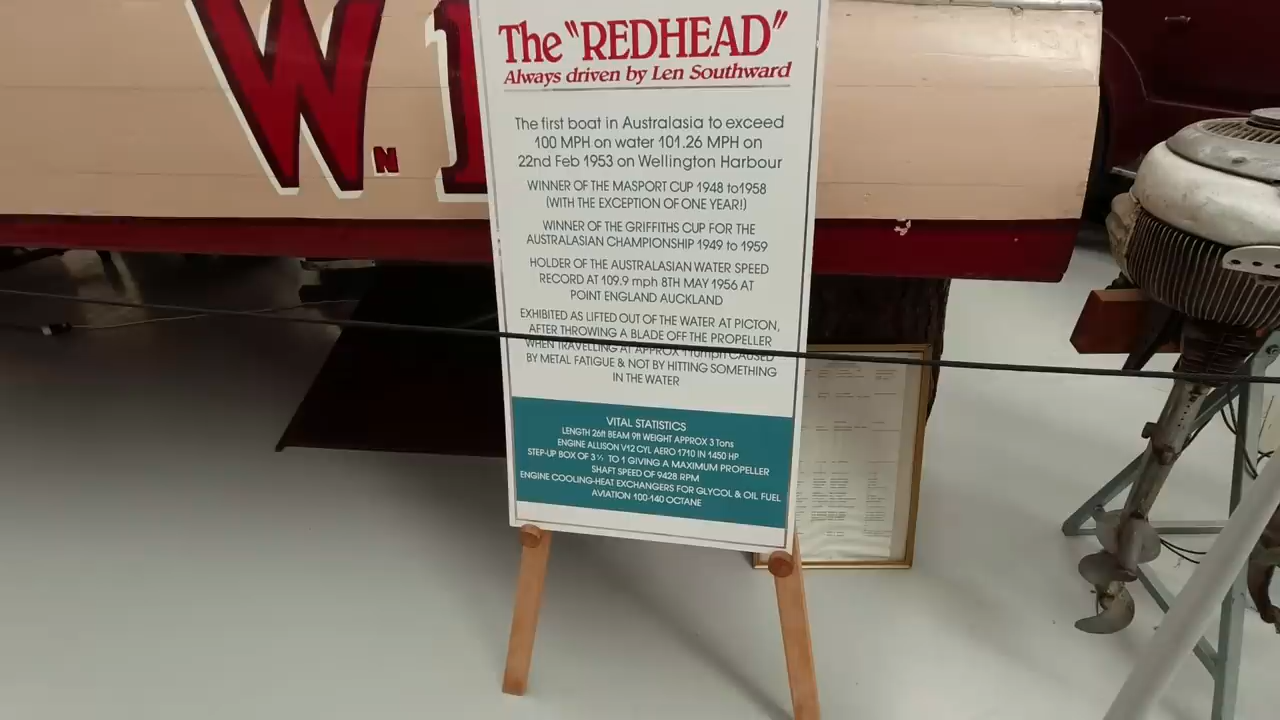 W.N 1
The "REDHEAD"
Always driven by Len Southward
The first boat in Australasia to exceed
100 MPH on water 101.26 MPH on
22nd Feb 1953 on Wellington Harbour
WINNER OF THE MASPORT CUP 1948 to1958
(WITH THE EXCEPTION OF ONE YEAR!)
WINNER OF THE GRIFFITHS CUP FOR THE
AUSTRALASIAN CHAMPIONSHIP 1949 to 1959
HOLDER OF THE AUSTRALASIAN WATER SPEED
RECORD AT 109.9 mph 8TH MAY 1956 AT
POINT ENGLAND AUCKLAND
EXHIBITED AS LIFTED OUT OF THE WATER AT PICTON,
AFTER THROWING A BLADE OFF THE PROPELLER
WHEN TRAVELLING AT APPROX CAUSED
BY METAL FATIGUE & NOT BY HITTING SOMETHING
IN THE WATER
VITAL STATISTICS
LENGTH 26ft BEAM 9ft WEIGHT APPROX 3 Tons
ENGINE ALLISON V12 CYL AERO 1710 IN 1450 HP
STEP-UP BOX OF TO 1 GIVING A MAXIMUM PROPELLER
SHAFT SPEED OF 9428 RPM
ENGINE COOLING-HEAT EXCHANGERS FOR GLYCOL & OIL FUEL
AVIATION 100-140 OCTANE